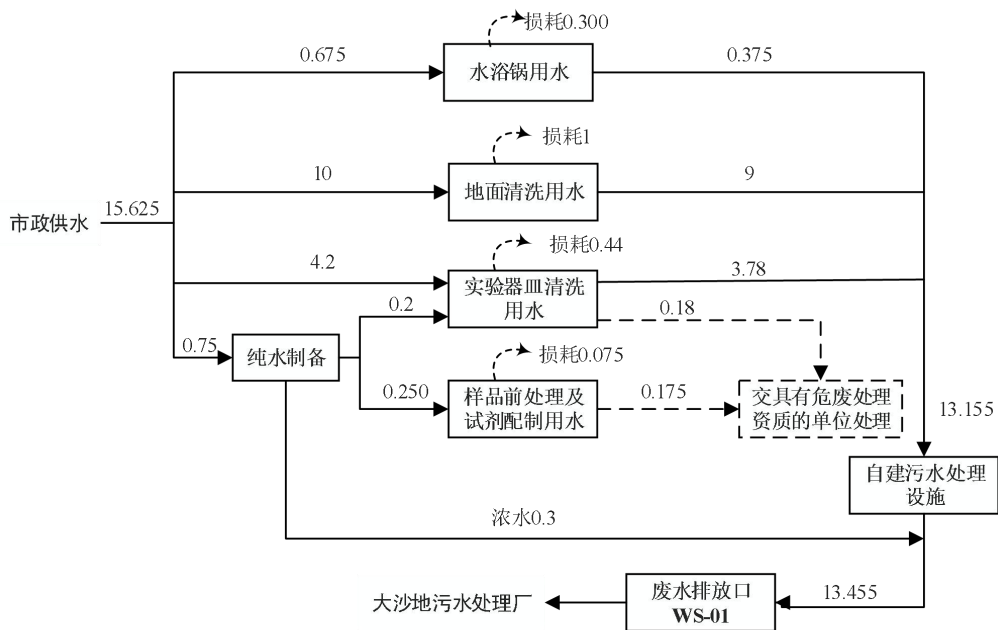 损耗0.300
0.675
水浴锅用水
0.375
损耗1
10
地面清洗用水
9
市政供水
15.625
损耗0.44
4.2
实验器皿清洗
用水
3.78
0.2
0.18
0.75
纯水制备
损耗0.075
0.250
样品前处理及
试剂配制用水
0.175
交具有危废处理
资质的单位处理
13.155
自建污水处理
设施
浓水0.3
大沙地污水处理厂
废水排放口
WS-01
13.455